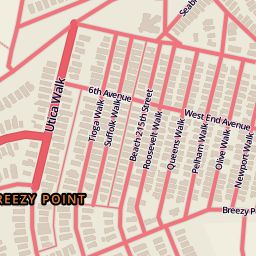 Seab
Utica Walk
6th Avenue
West End Avenue
Tioga Walk
Suffolk Walk
Beach 215th Street
Roosevelt Walk
Queens Walk
Pelham Walk
Olive Walk
Newport Walk
REEZY POINT
Breezy Po